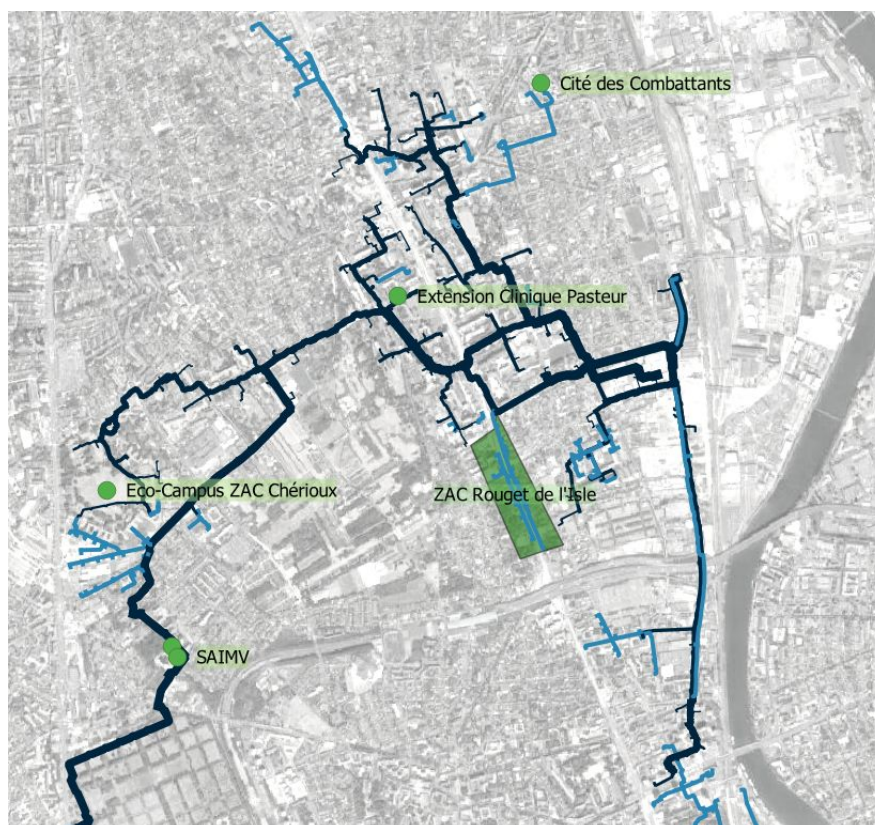 Cité des Combattants
Extension Clinique Pasteur
Eco-Campus ZAC Chérioux
ZAC Rouget de l'Isle
SAIMV